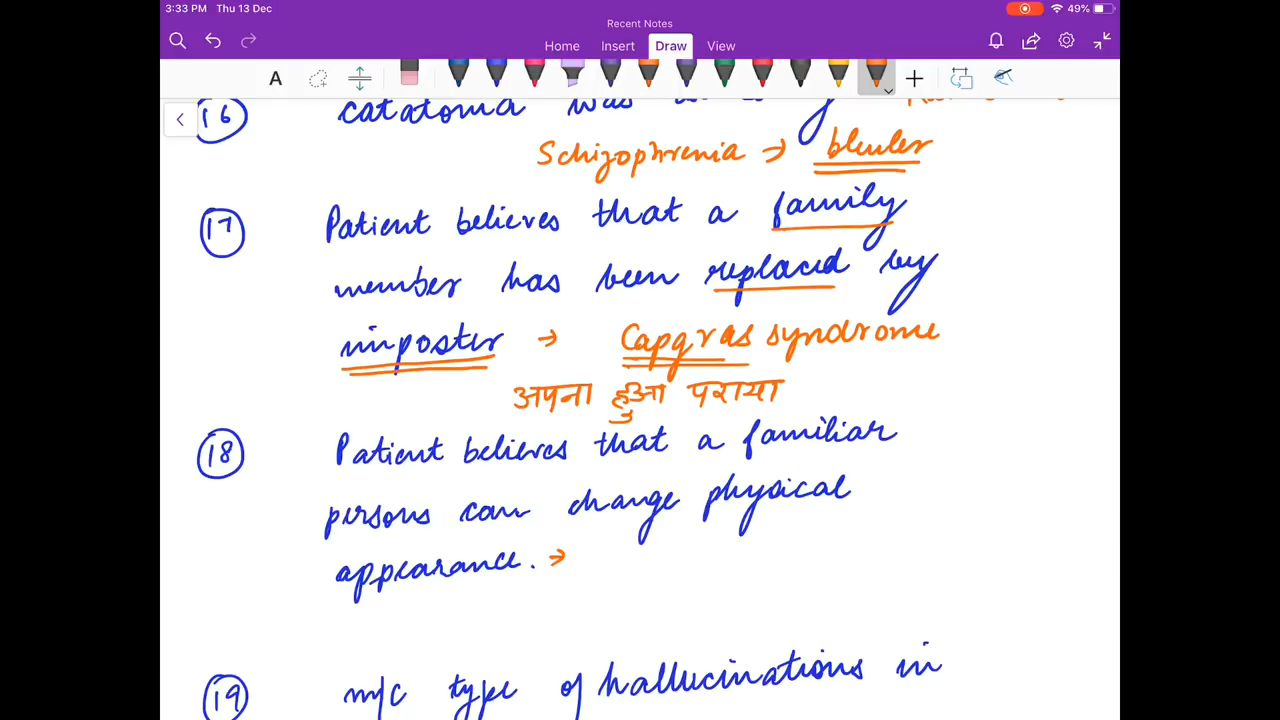 3:33 PM Thu 13 Dec
49%
Recent Notes
Home Insert Draw View
A
16 catatonia was
Schizophrenia → bleuler
17 Patient believes that a family
member has been replaced by
imposter → Capgras syndrome
अपना हुआ पराया
18 Patient believes that a familiar
persons can change physical
appearance. →
19 m/c type of hallucinations in